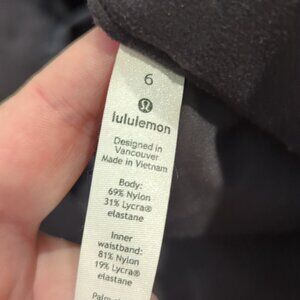 6
lululemon
Designed in
Vancouver
Made in Vietnam
Body:
69% Nylon
31% Lycra®
elastane
Inner
waistband:
81% Nylon
19% Lycra®
elastane